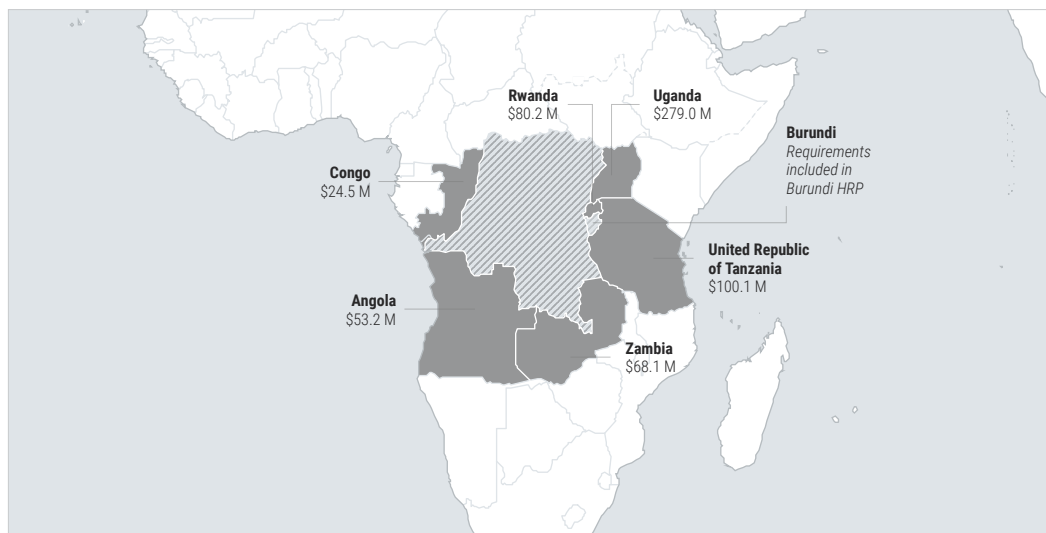 Rwanda
$80.2 M
Uganda
$279.0 M
Burundi
Requirements
included in
Burundi HRP
Congo
$24.5 M
United Republic
of Tanzania
$100.1 M
Angola
$53.2 M
Zambia
$68.1 M